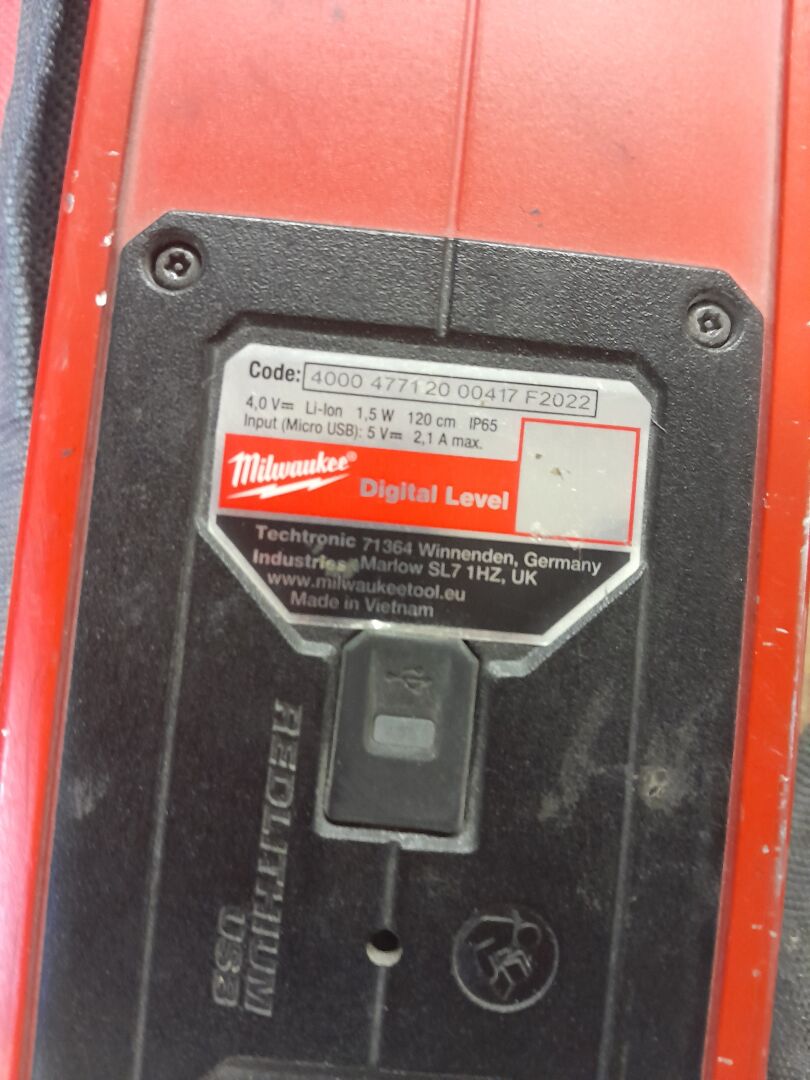 Code: 4000 4771 20 00417 F2022
4,0 V⎓ Li-Ion 1,5 W 120 cm IP65
Input (Micro USB): 5 V⎓ 2,1 A max.
Milwaukee®
Digital Level
Techtronic 71364 Winnenden, Germany
Industries Marlow SL7 1HZ, UK
www.milwaukeetool.eu
Made in Vietnam
REDLITHIUM
USB